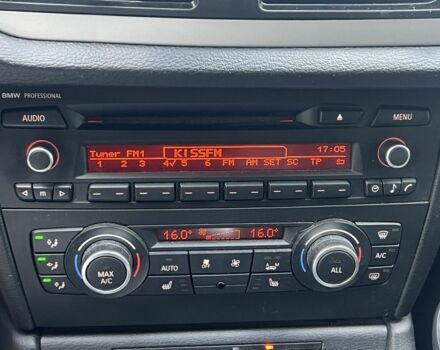 BMW PROFESSIONAL
AUDIO MENU
Tuner FM1 KISSFM 17:05
1 2 3 4√ 5 6 FM AM SET SC TP
m
16.0° 16.0°
AUTO A/C
MAX A/C
ALL